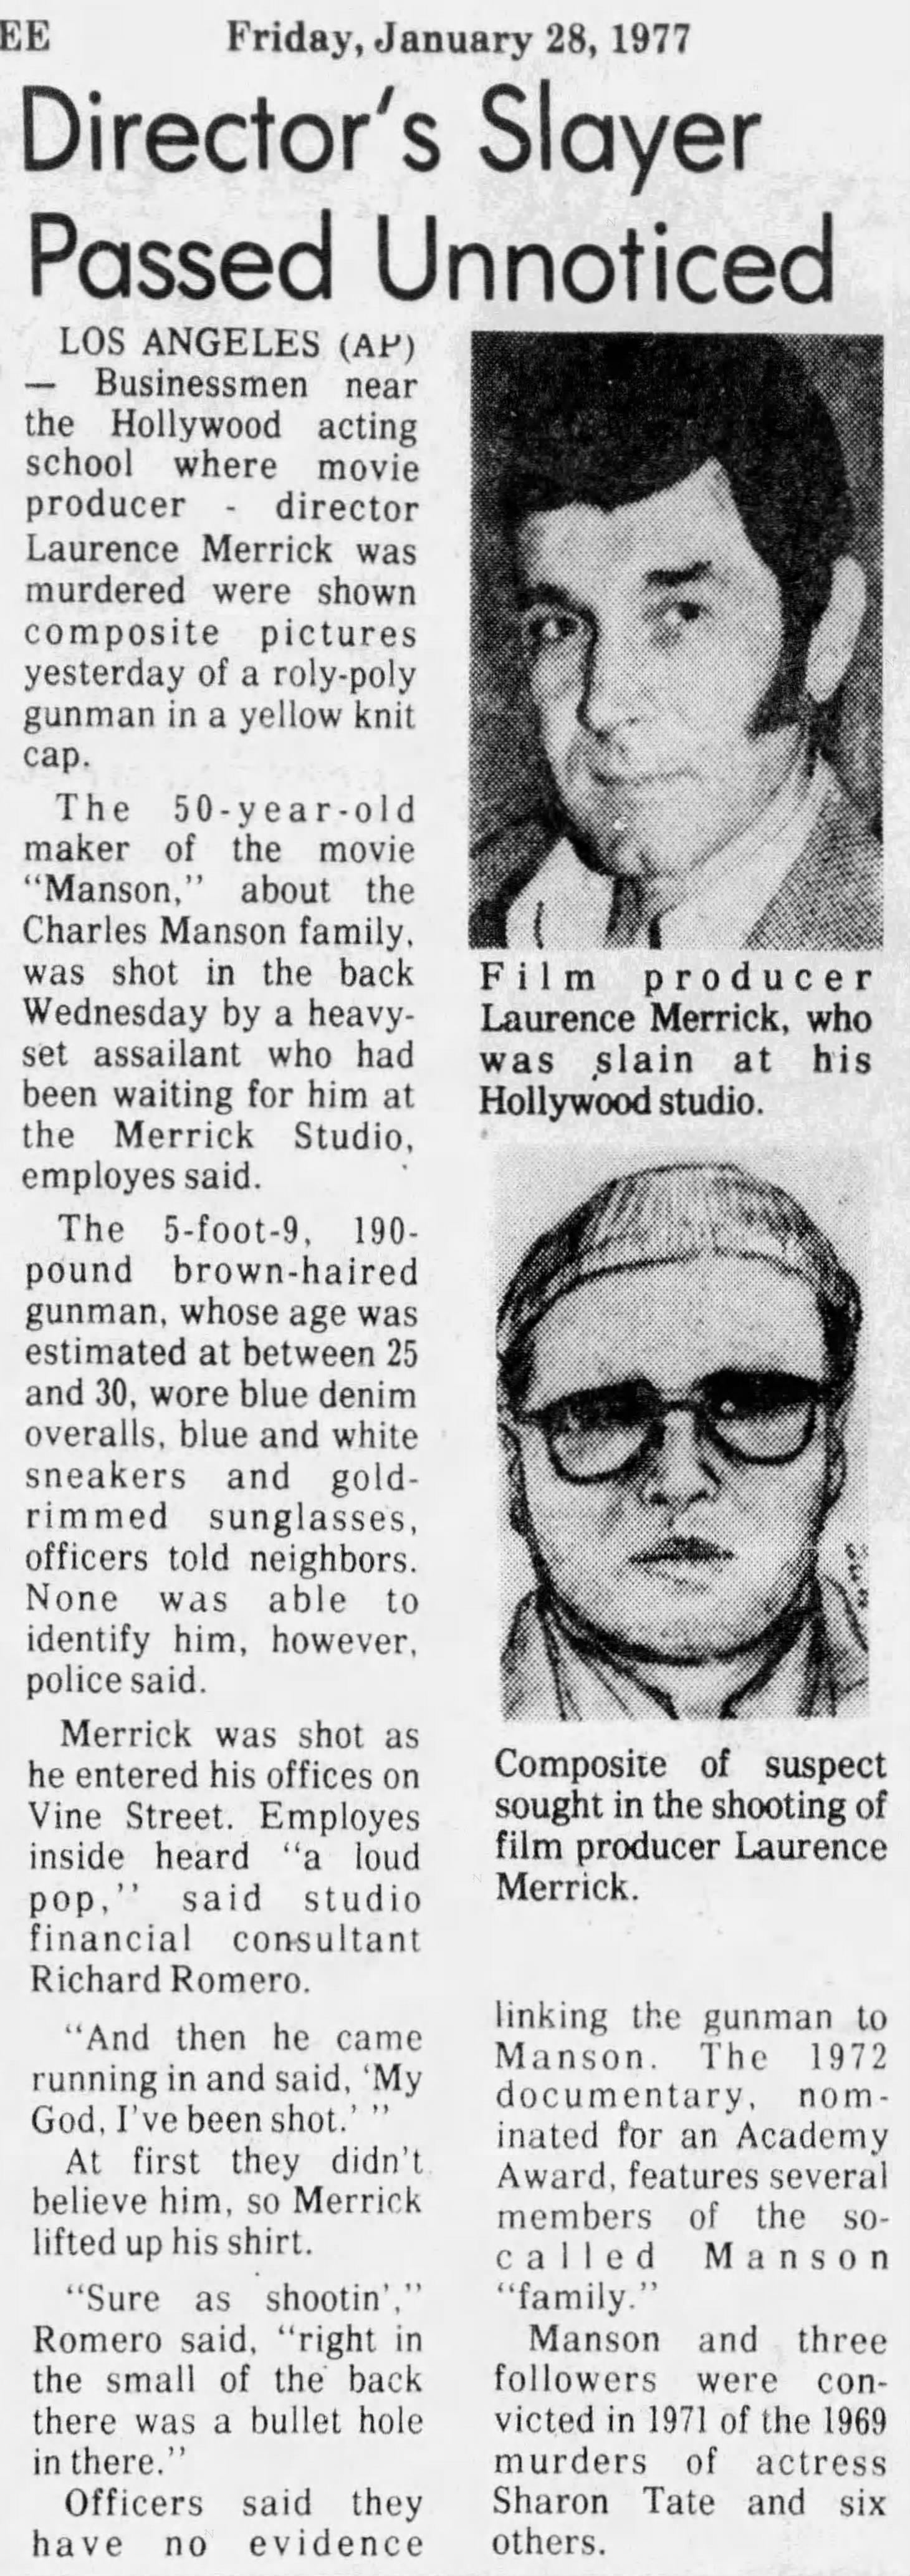 EE
Friday, January 28, 1977
Director's Slayer
Passed Unnoticed
LOS ANGELES (AP)
— Businessmen near
the Hollywood acting
school where movie
producer - director
Laurence Merrick was
murdered were shown
composite pictures
yesterday of a roly-poly
gunman in a yellow knit
cap.
The 50-year-old
maker of the movie
"Manson," about the
Charles Manson family,
was shot in the back
Wednesday by a heavy-
set assailant who had
been waiting for him at
the Merrick Studio,
employes said.
The 5-foot-9, 190-
pound brown-haired
gunman, whose age was
estimated at between 25
and 30, wore blue denim
overalls, blue and white
sneakers and gold-
rimmed sunglasses,
officers told neighbors.
None was able to
identify him, however,
police said.
Merrick was shot as
he entered his offices on
Vine Street. Employes
inside heard "a loud
pop," said studio
financial consultant
Richard Romero.
"And then he came
running in and said, 'My
God, I've been shot.' "
At first they didn't
believe him, so Merrick
lifted up his shirt.
"Sure as shootin',"
Romero said, "right in
the small of the back
there was a bullet hole
in there."
Officers said they
have no evidence
Film producer
Laurence Merrick, who
was slain at his
Hollywood studio.
Composite of suspect
sought in the shooting of
film producer Laurence
Merrick.
linking the gunman to
Manson. The 1972
documentary, nom-
inated for an Academy
Award, features several
members of the so-
called Manson
"family."
Manson and three
followers were con-
victed in 1971 of the 1969
murders of actress
Sharon Tate and six
others.